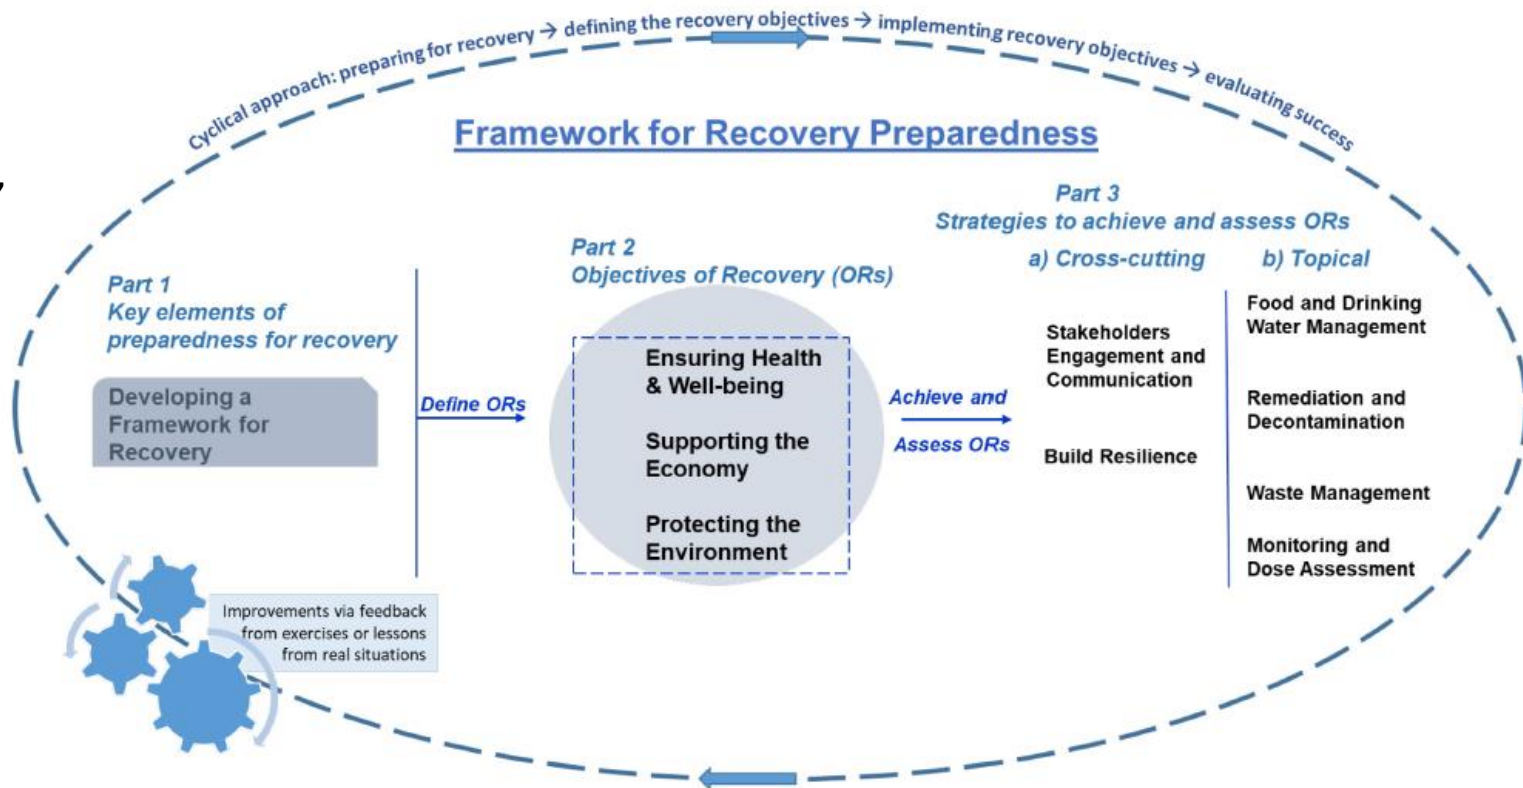 Cyclical approach: preparing for recovery → defining the recovery objectives → implementing recovery objectives → evaluating success
Framework for Recovery Preparedness
,
Part 1
Key elements of
preparedness for recovery
Developing a
Framework for
Recovery
Define ORs
Part 2
Objectives of Recovery (ORs)
Ensuring Health
& Well-being
Supporting the
Economy
Protecting the
Environment
Achieve and
Assess ORs
Part 3
Strategies to achieve and assess ORs
a) Cross-cutting
Stakeholders
Engagement and
Communication
Build Resilience
b) Topical
Food and Drinking
Water Management
Remediation and
Decontamination
Waste Management
Monitoring and
Dose Assessment
Improvements via feedback
from exercises or lessons
from real situations